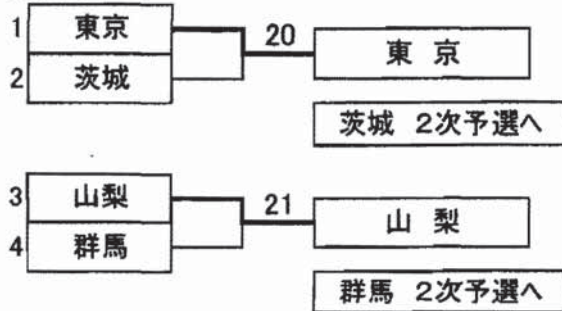 1 東京 20 東 京
2 茨城
茨城 2次予選へ
3 山梨 21 山 梨
4 群馬
群馬 2次予選へ